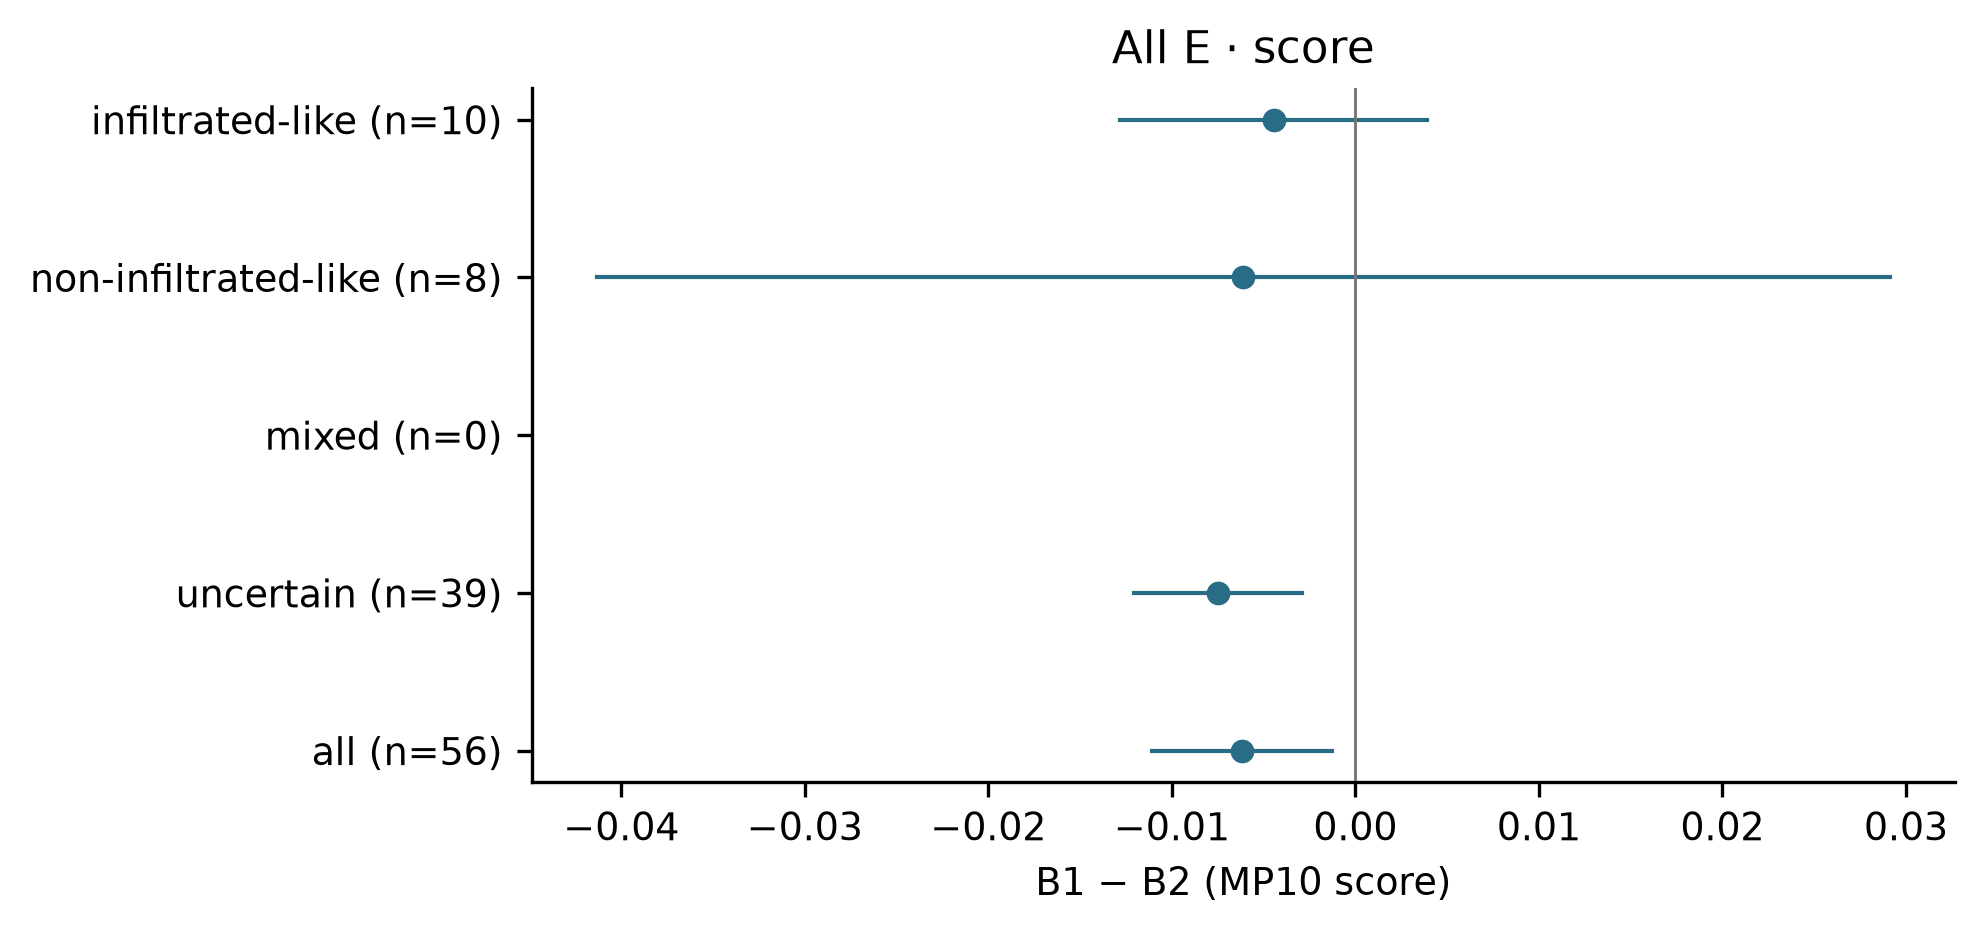 All E · score
infiltrated-like (n=10)
non-infiltrated-like (n=8)
mixed (n=0)
uncertain (n=39)
all (n=56)
−0.04 −0.03 −0.02 −0.01 0.00 0.01 0.02 0.03
B1 − B2 (MP10 score)